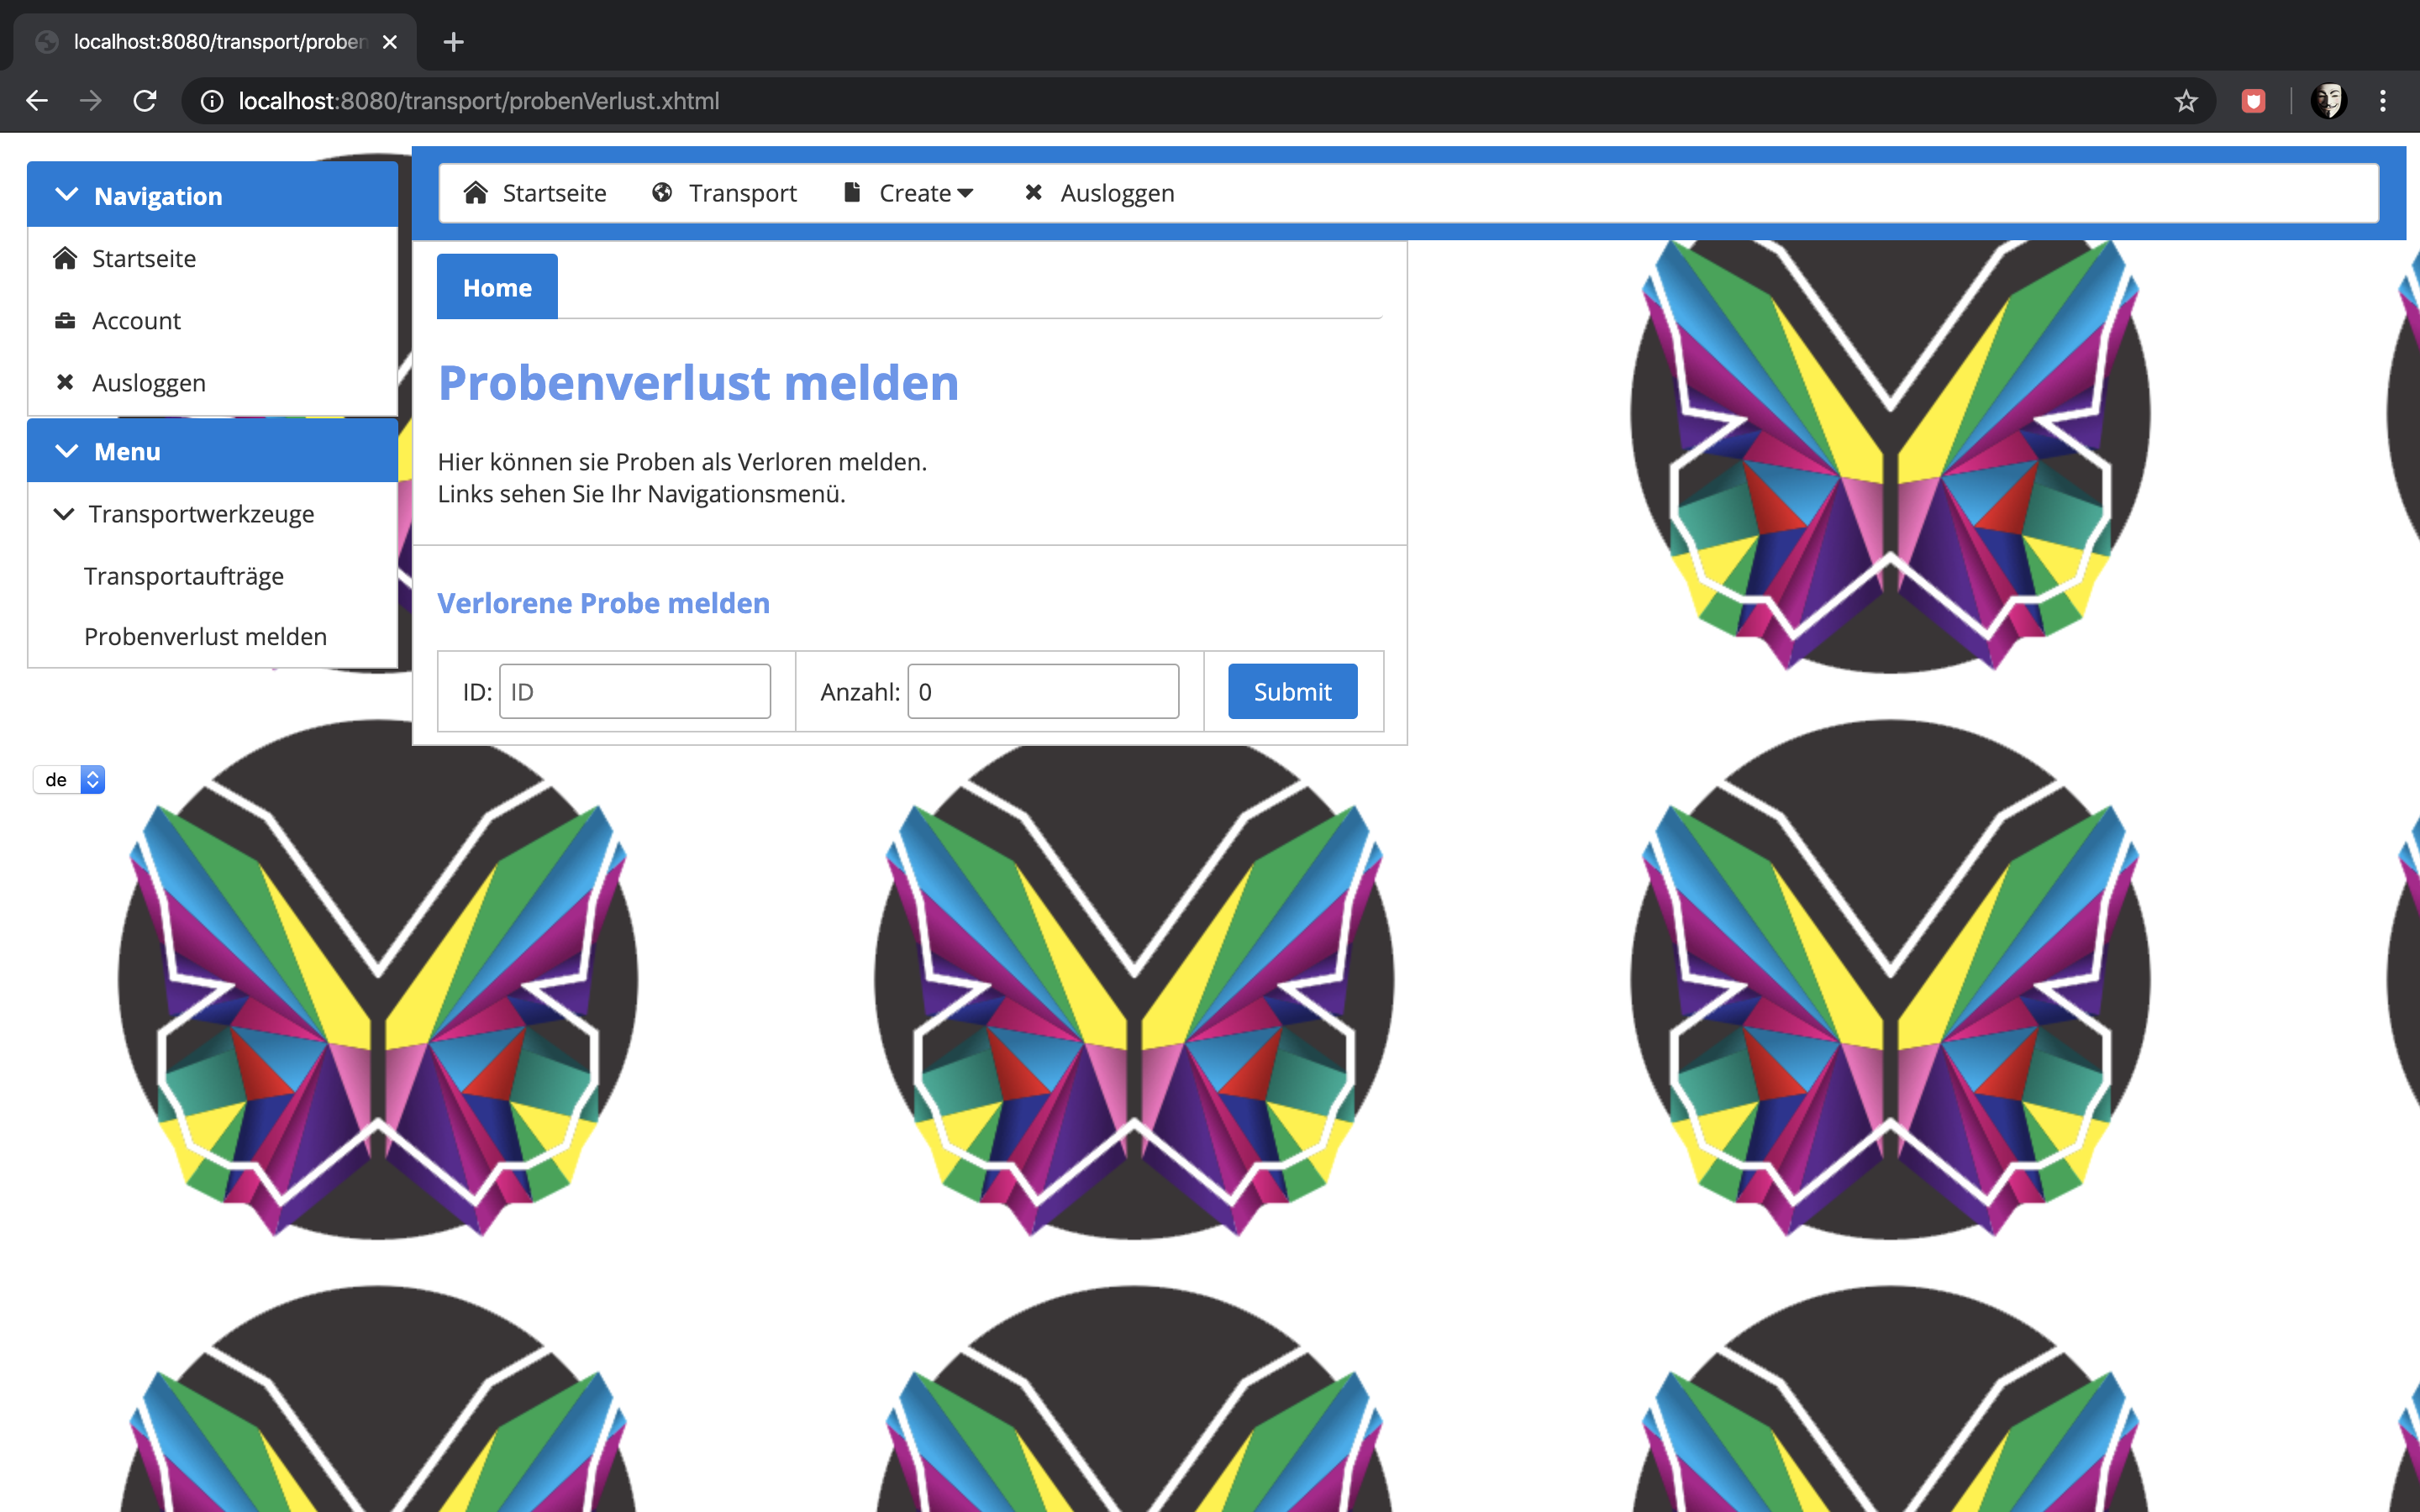 localhost:8080/transport/proben
localhost:8080/transport/probenVerlust.xhtml
Navigation
Startseite
Account
Ausloggen
Menu
Transportwerkzeuge
Transportaufträge
Probenverlust melden
de
Startseite Transport Create Ausloggen
Home
Probenverlust melden
Hier können sie Proben als Verloren melden.
Links sehen Sie Ihr Navigationsmenü.
Verlorene Probe melden
ID: ID Anzahl: 0 Submit